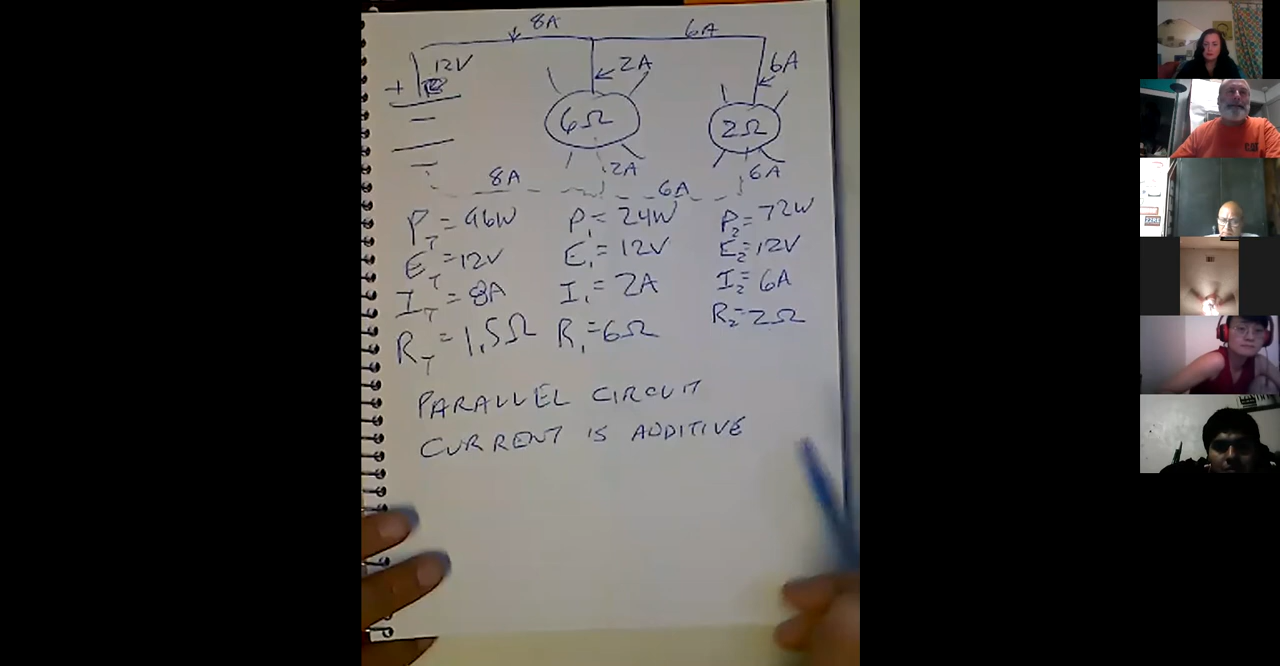 8A 6A
12V 2A 6A
+
6Ω 2Ω
2A 6A
8A 6A
P_T = 96W P_1 = 24W P_2 = 72W
E_T = 12V E_1 = 12V E_2 = 12V
I_T = 8A I_1 = 2A I_2 = 6A
R_T = 1,5Ω R_1 = 6Ω R_2 = 2Ω
PARALLEL CIRCUIT
CURRENT IS ADDITIVE